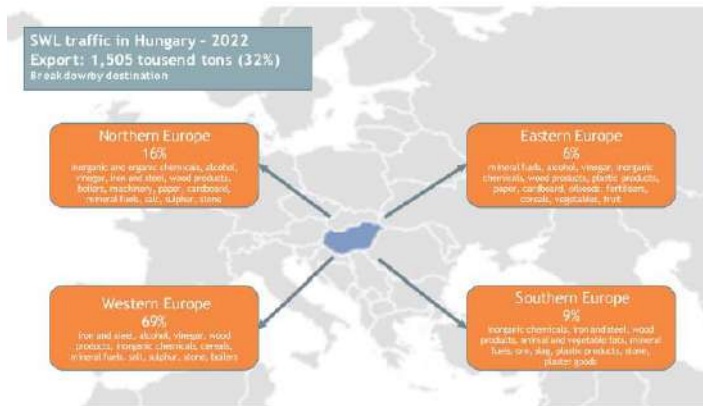 SWL traffic in Hungary - 2022
Export: 1,505 tousend tons (32%)
Breakdownby destination
Northern Europe
16%
inorganic and organic chemicals, alcohol,
vinegar, iron and steel, wood products,
boilers, machinery, paper, cardboard,
mineral fuels, salt, sulphur, stone
Eastern Europe
6%
mineral fuels, alcohol, vinegar, inorganic
chemicals, wood products, plastic products,
paper, cardboard, oilseeds, fertilisers,
cereals, vegetables, fruit
Western Europe
69%
iron and steel, alcohol, vinegar, wood
products, inorganic chemicals, cereals,
mineral fuels, salt, sulphur, stone, boilers
Southern Europe
9%
inorganic chemicals, iron and steel, wood
products, animal and vegetable fats, mineral
fuels, ore, slag, plastic products, stone,
plaster goods